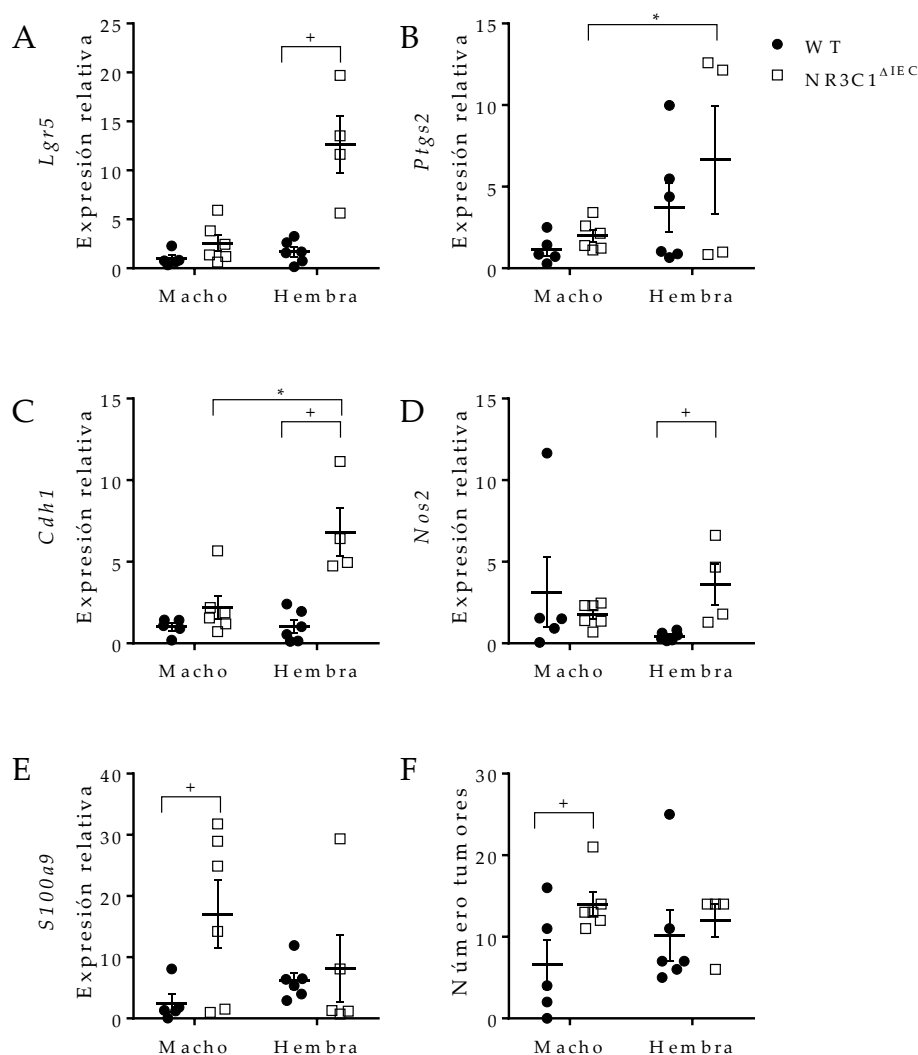 A
Lgr5
Expresión relativa
25
20
15
10
5
0
+
Macho
Hembra
B
Ptgs2
Expresión relativa
15
10
5
0
*
Macho
Hembra
WT
NR3C1ΔIEC
C
Cdh1
Expresión relativa
15
10
5
0
*
+
Macho
Hembra
D
Nos2
Expresión relativa
15
10
5
0
+
Macho
Hembra
E
S100a9
Expresión relativa
40
30
20
10
0
+
Macho
Hembra
F
Número tumores
30
20
10
0
+
Macho
Hembra